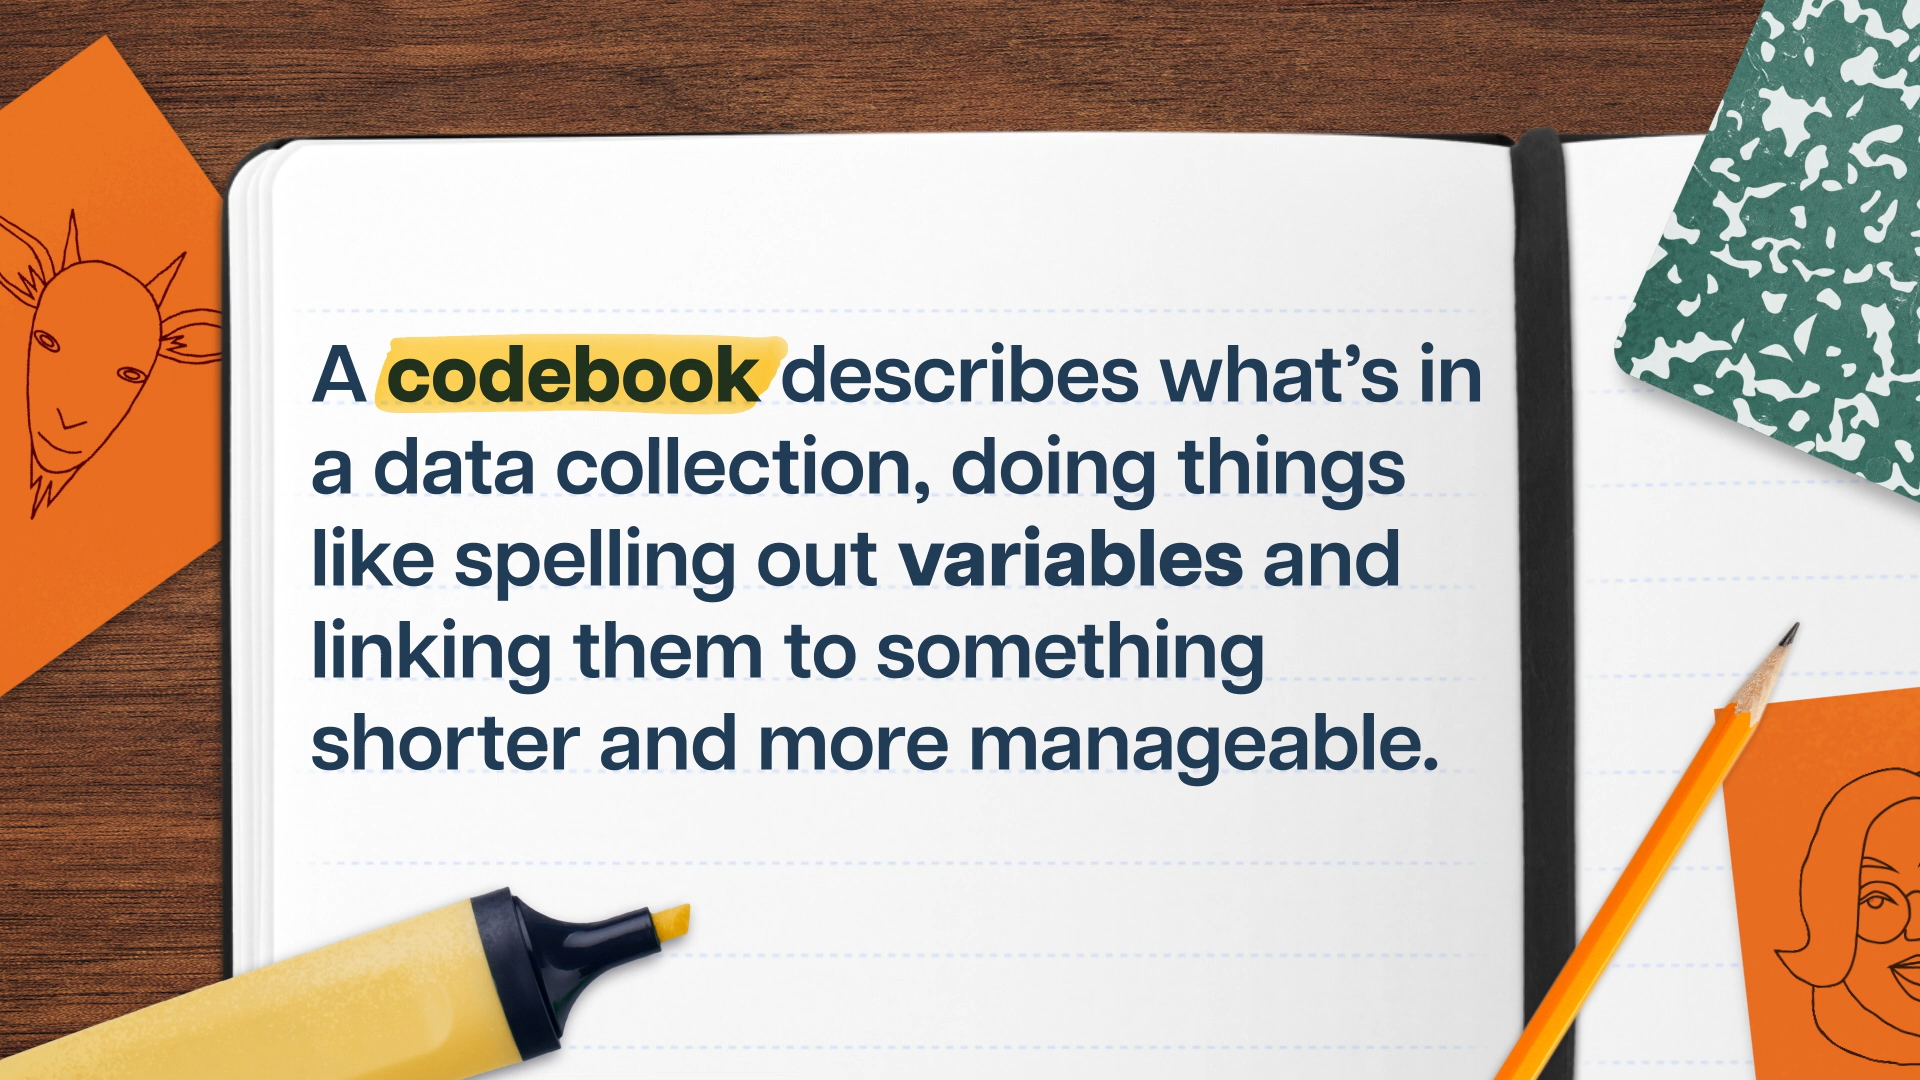 A codebook describes what’s in
a data collection, doing things
like spelling out variables and
linking them to something
shorter and more manageable.